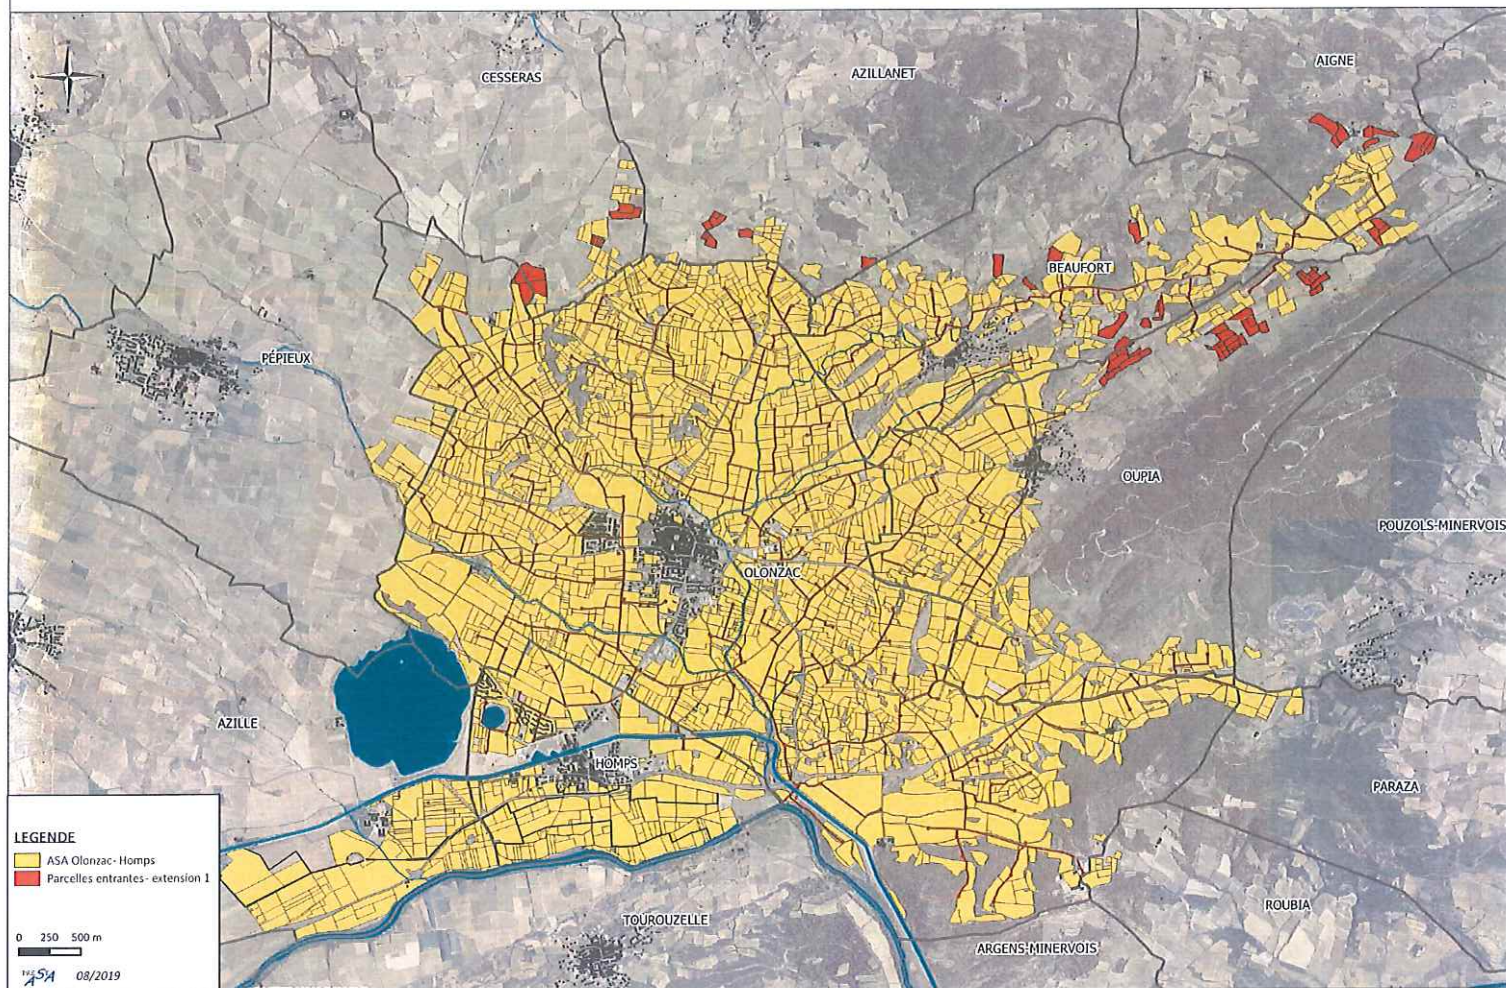 AIGNE
CESSERAS
AZILLANET
BEAUFORT
PÉPIEUX
OUPIA
POUZOLS-MINERVOIS
OLONZAC
AZILLE
HOMPS
PARAZA
LEGENDE
ASA Olonzac- Homps
Parcelles entrantes - extension 1
ROUBIA
TOUROUZELLE
ARGENS-MINERVOIS
0 250 500 m
ASA 08/2019